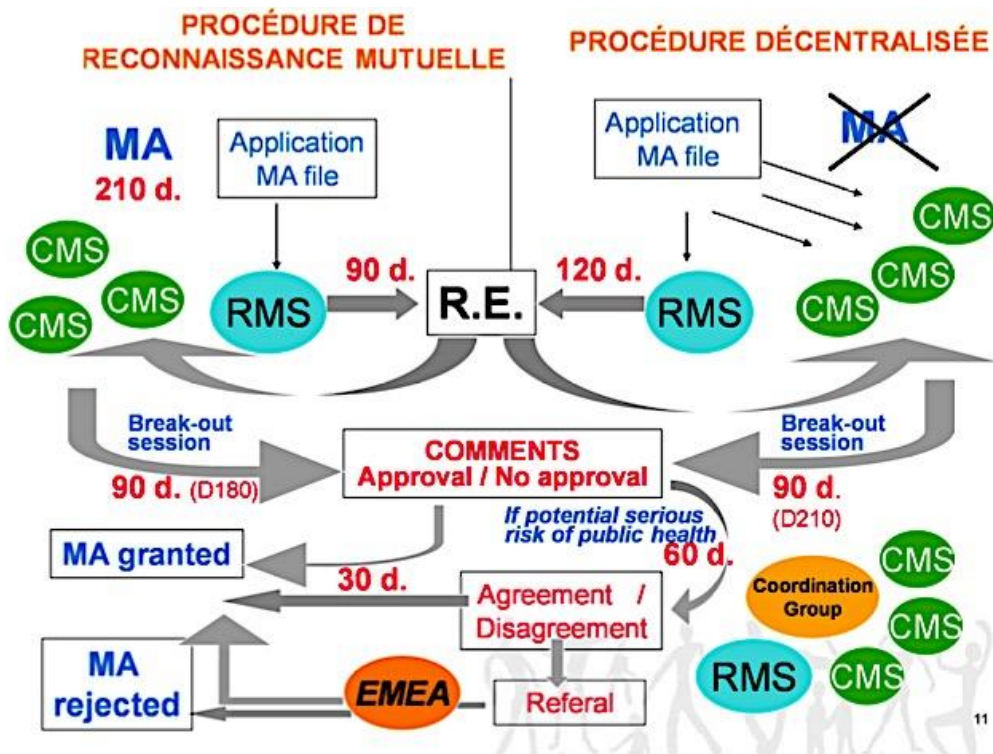 PROCÉDURE DE
RECONNAISSANCE MUTUELLE
PROCÉDURE DÉCENTRALISÉE
MA
210 d.
Application
MA file
Application
MA file
MA
CMS
CMS
CMS
RMS
90 d.
R.E.
120 d.
RMS
CMS
CMS
CMS
Break-out
session
90 d. (D180)
COMMENTS
Approval / No approval
Break-out
session
90 d.
(D210)
If potential serious
risk of public health
60 d.
MA granted
30 d.
Agreement /
Disagreement
Coordination
Group
CMS
CMS
CMS
RMS
MA
rejected
EMEA
Referal
11